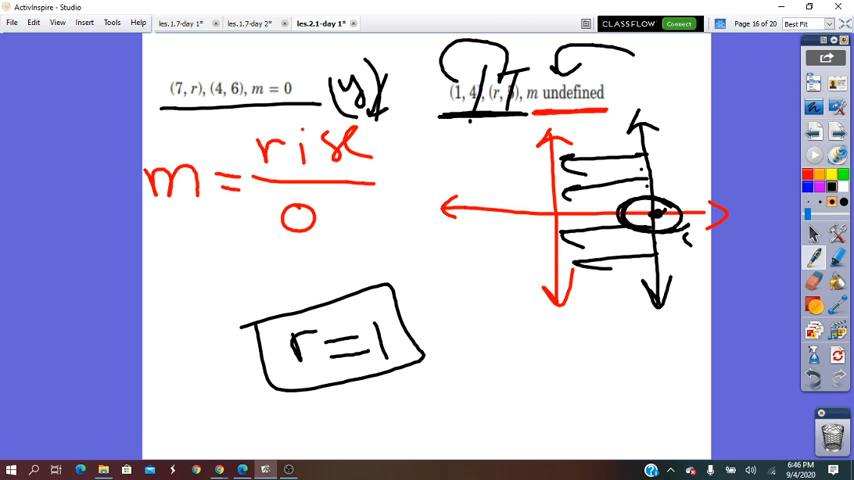 ActivInspire - Studio
File Edit View Insert Tools Help
les.1.7-day 1* les.1.7-day 2* les.2.1-day 1*
CLASSFLOW Connect
Page 16 of 20 Best Fit
(7, r), (4, 6), m = 0 (y)
(1, 4), (r, ), m undefined
m = rise
0
r = 1
6:46 PM
9/4/2020